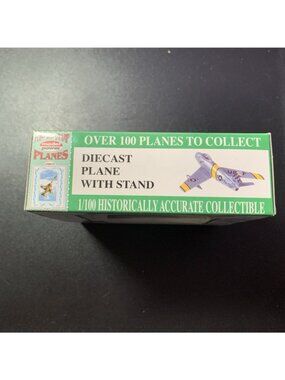 PLANES
OVER 100 PLANES TO COLLECT
DIECAST
PLANE
WITH STAND
1/100 HISTORICALLY ACCURATE COLLECTIBLE